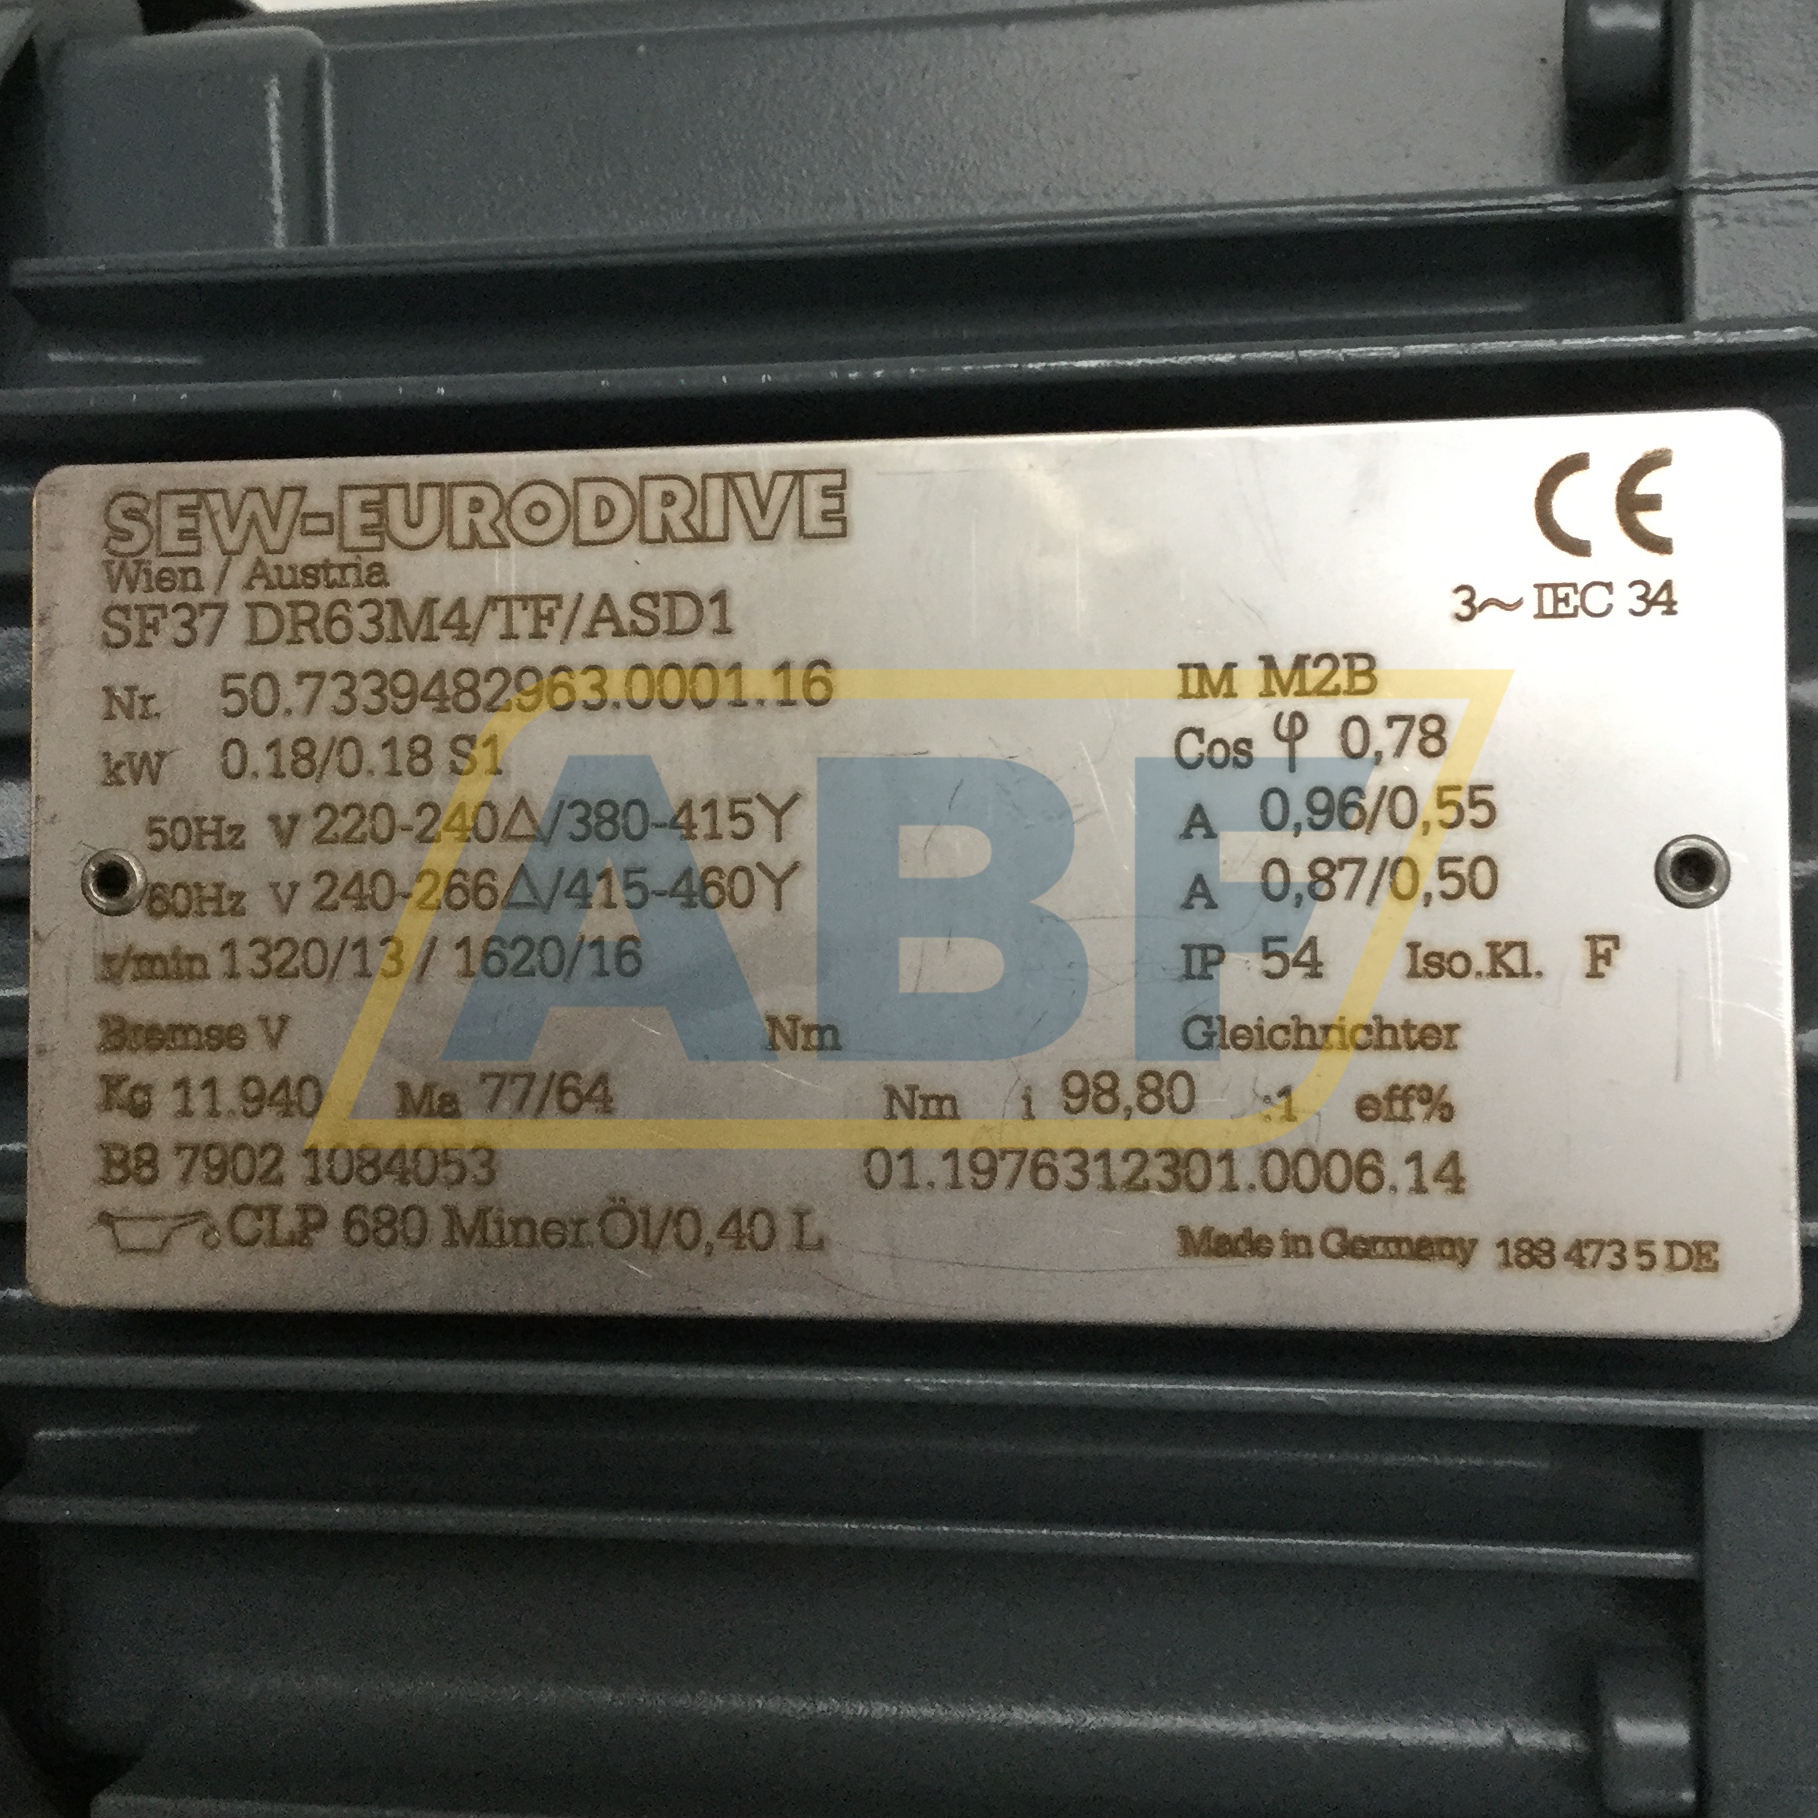 SEW-EURODRIVE
Wien / Austria
CE
SF37 DR63M4/TF/ASD1
3~ IEC 34
Nr. 50.7339482963.0001.16 IM M2B
kW 0.18/0.18 S1 Cos φ 0,78
50Hz V 220-240△/380-415Y A 0,96/0,55
60Hz V 240-266△/415-460Y A 0,87/0,50
r/min 1320/13 / 1620/16 IP 54 Iso.Kl. F
Bremse V Nm Gleichrichter
Kg 11.940 Ma 77/64 Nm i 98,80 :1 eff%
B8 7902 1084053 01.1976312301.0006.14
CLP 680 Miner.Öl/0,40 L Made in Germany 188 473 5 DE
ABF